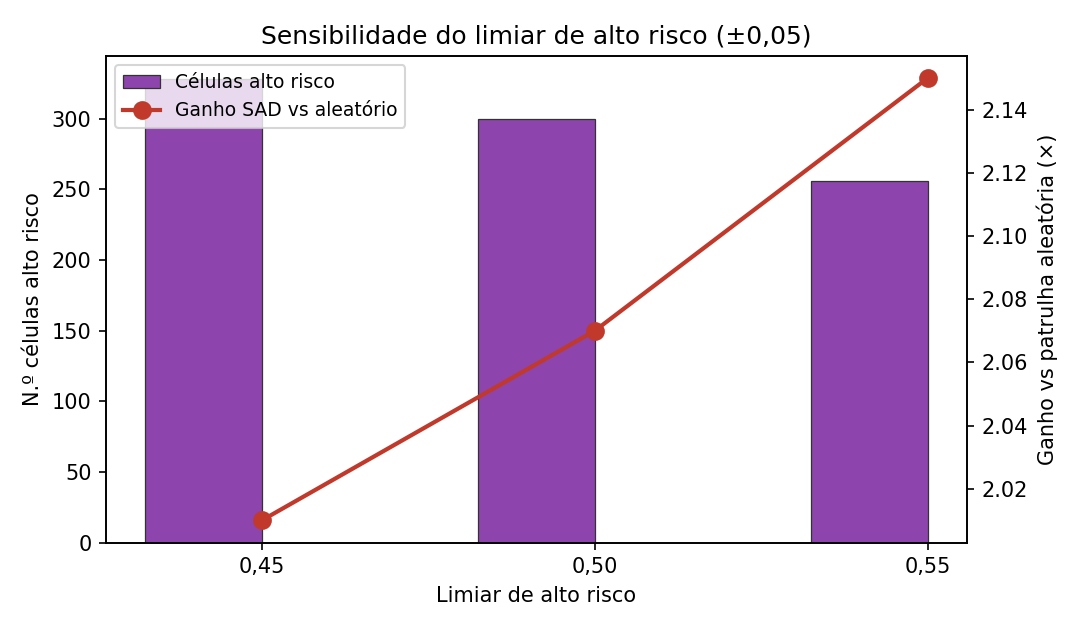 Sensibilidade do limiar de alto risco (±0,05)
Células alto risco
Ganho SAD vs aleatório
N.º células alto risco
300
250
200
150
100
50
0
2.14
2.12
2.10
2.08
2.06
2.04
2.02
Ganho vs patrulha aleatória (×)
0,45
0,50
0,55
Limiar de alto risco